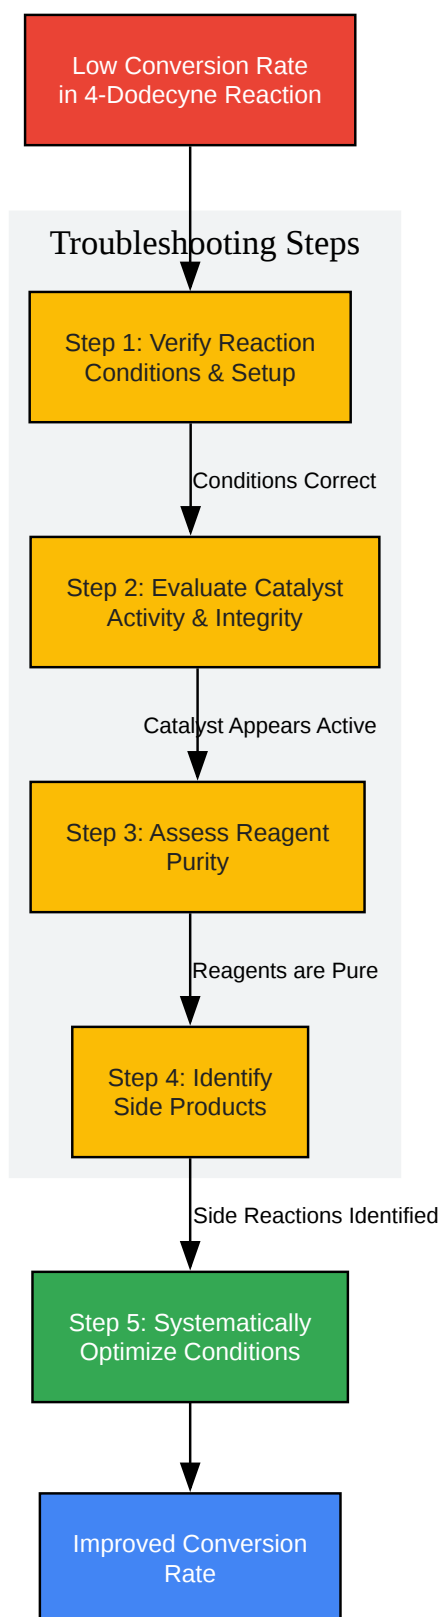 Low Conversion Rate
in 4-Dodecyne Reaction
Troubleshooting Steps
Step 1: Verify Reaction
Conditions & Setup
Conditions Correct
Step 2: Evaluate Catalyst
Activity & Integrity
Catalyst Appears Active
Step 3: Assess Reagent
Purity
Reagents are Pure
Step 4: Identify
Side Products
Side Reactions Identified
Step 5: Systematically
Optimize Conditions
Improved Conversion
Rate